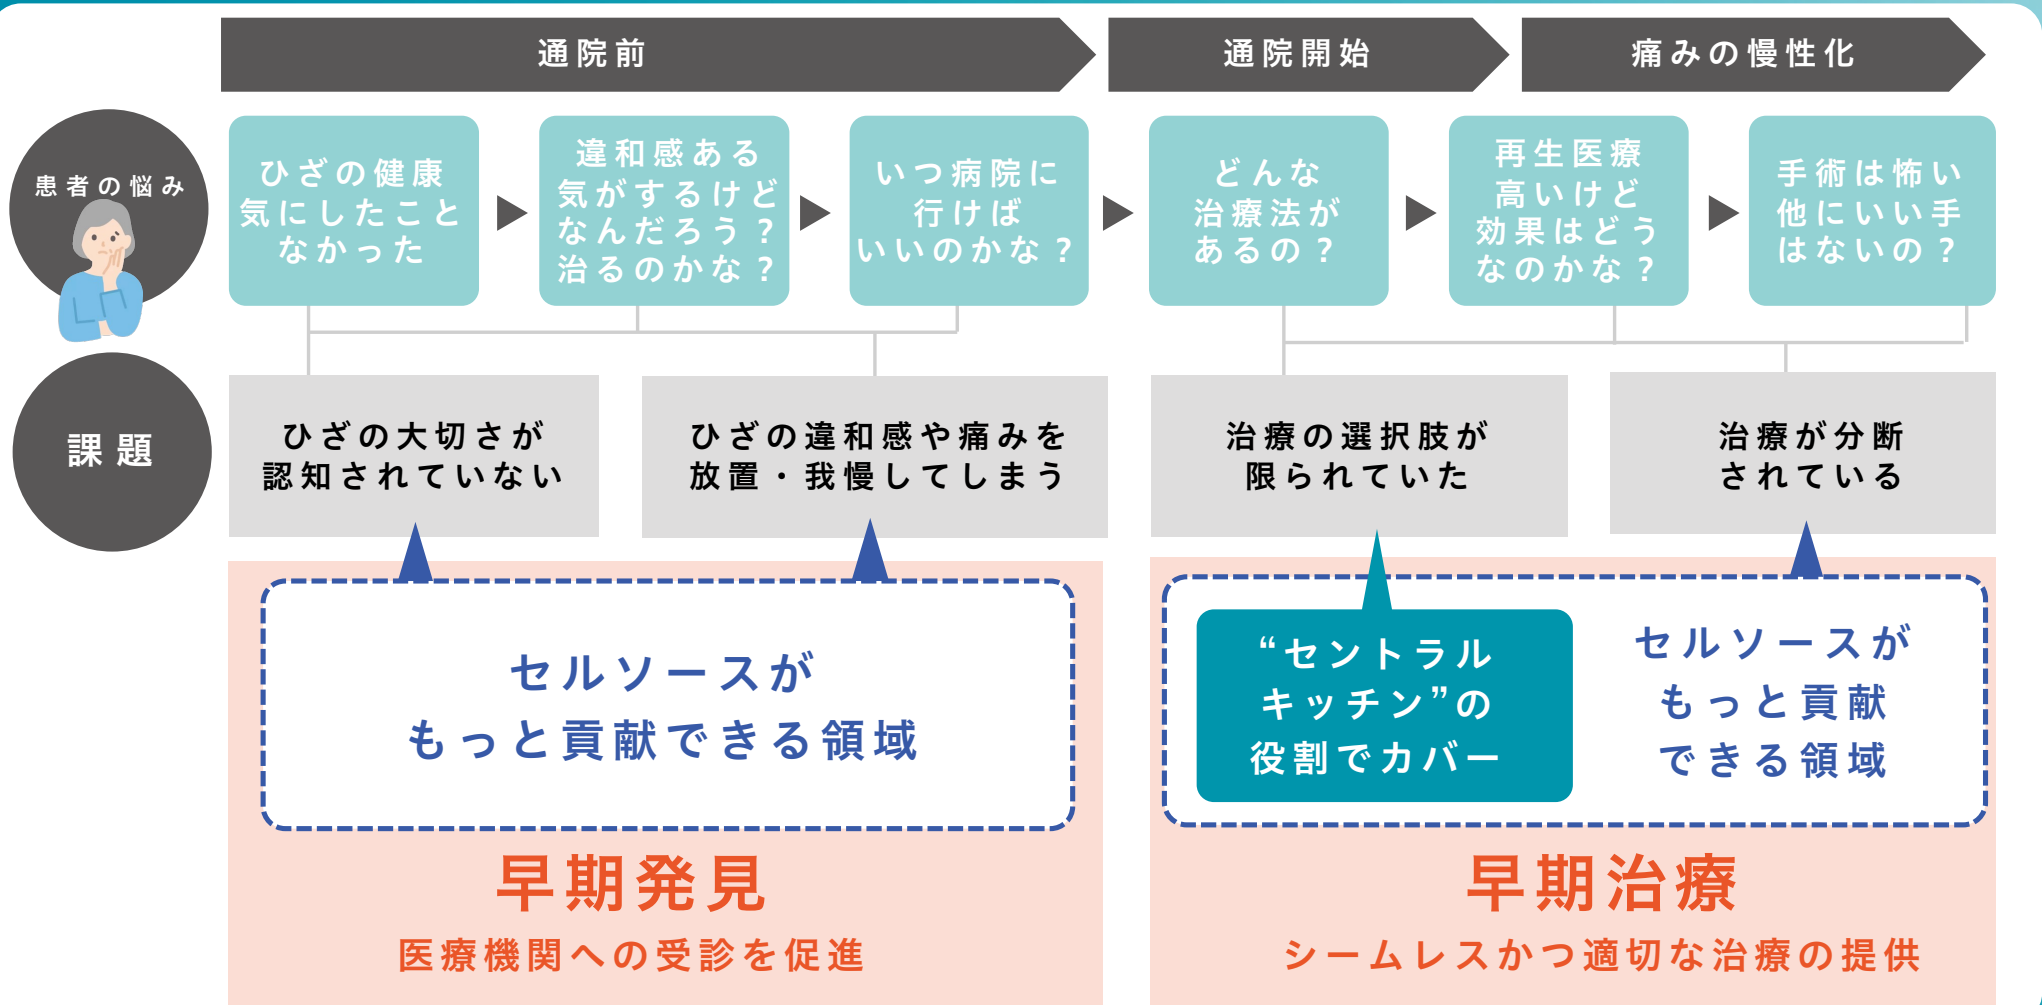 通院前
通院開始
痛みの慢性化
患者の悩み
ひざの健康
気にしたこと
なかった
違和感ある
気がするけど
なんだろう？
治るのかな？
いつ病院に
行けば
いいのかな？
どんな
治療法が
あるの？
再生医療
高いけど
効果はどう
なのかな？
手術は怖い
他にいい手
はないの？
課題
ひざの大切さが
認知されていない
ひざの違和感や痛みを
放置・我慢してしまう
治療の選択肢が
限られていた
治療が分断
されている
セルソースが
もっと貢献できる領域
“セントラル
キッチン”の
役割でカバー
セルソースが
もっと貢献
できる領域
早期発見
医療機関への受診を促進
早期治療
シームレスかつ適切な治療の提供